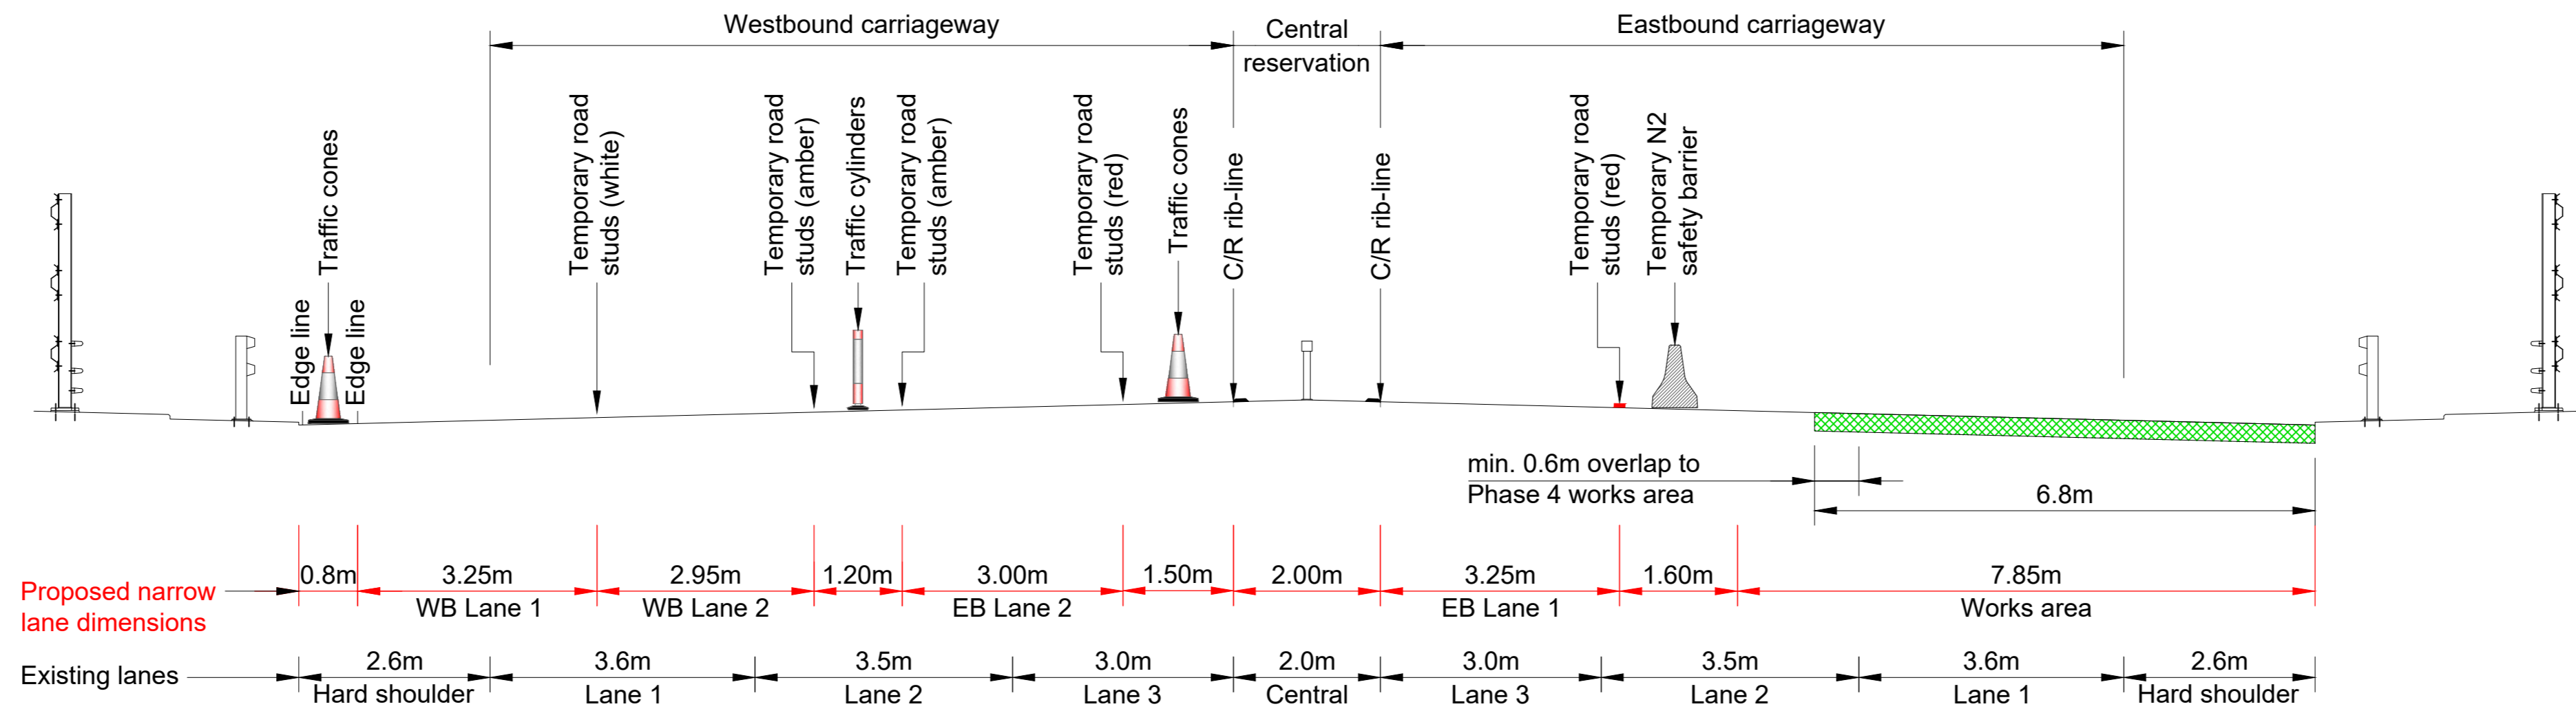 Westbound carriageway
Central
reservation
Eastbound carriageway
Edge line
Traffic cones
Edge line
Temporary road
studs (white)
Temporary road
studs (amber)
Traffic cylinders
Temporary road
studs (amber)
Temporary road
studs (red)
Traffic cones
C/R rib-line
C/R rib-line
Temporary road
studs (red)
Temporary N2
safety barrier
min. 0.6m overlap to
Phase 4 works area
6.8m
Proposed narrow
lane dimensions
0.8m
3.25m
WB Lane 1
2.95m
WB Lane 2
1.20m
3.00m
EB Lane 2
1.50m
2.00m
3.25m
EB Lane 1
1.60m
7.85m
Works area
Existing lanes
2.6m
Hard shoulder
3.6m
Lane 1
3.5m
Lane 2
3.0m
Lane 3
2.0m
Central
3.0m
Lane 3
3.5m
Lane 2
3.6m
Lane 1
2.6m
Hard shoulder